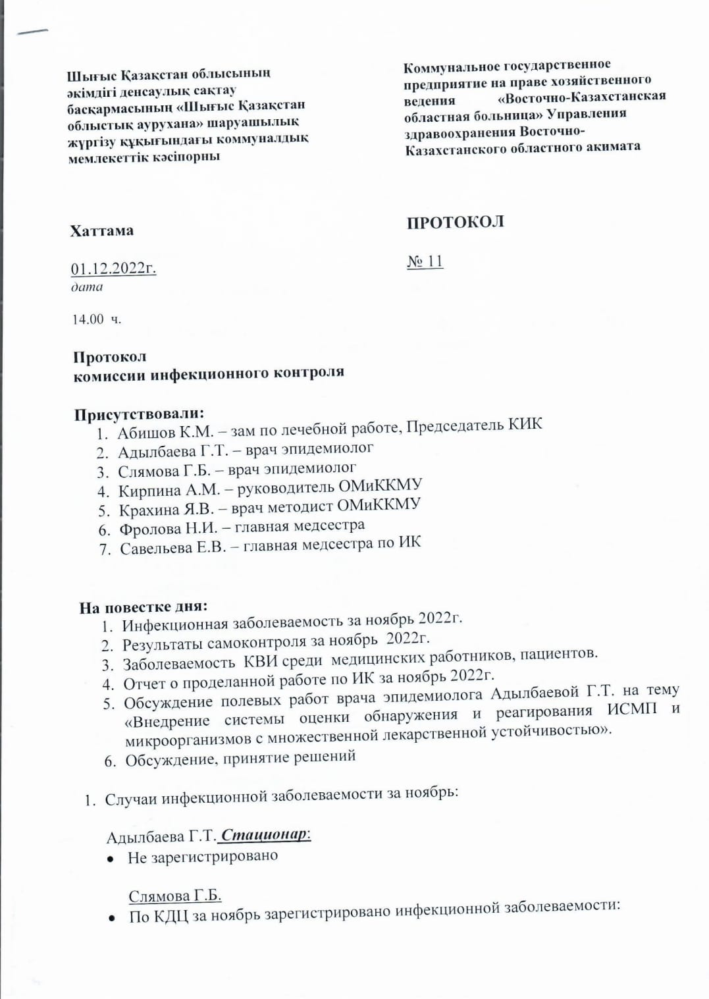 Шығыс Қазақстан облысының
әкімдігі денсаулық сақтау
басқармасының «Шығыс Қазақстан
облыстық аурухана» шаруашылық
жүргізу құқығындағы коммуналдық
мемлекеттік кәсіпорны
Коммунальное государственное
предприятие на праве хозяйственного
ведения «Восточно-Казахстанская
областная больница» Управления
здравоохранения Восточно-
Казахстанского областного акимата
Хаттама
ПРОТОКОЛ
01.12.2022г.
№ 11
дата
14.00 ч.
Протокол
комиссии инфекционного контроля
Присутствовали:
1. Абишов К.М. – зам по лечебной работе, Председатель КИК
2. Адылбаева Г.Т. – врач эпидемиолог
3. Слямова Г.Б. – врач эпидемиолог
4. Кирпина А.М. – руководитель ОМиККМУ
5. Крахина Я.В. – врач методист ОМиККМУ
6. Фролова Н.И. – главная медсестра
7. Савельева Е.В. – главная медсестра по ИК
На повестке дня:
1. Инфекционная заболеваемость за ноябрь 2022г.
2. Результаты самоконтроля за ноябрь 2022г.
3. Заболеваемость КВИ среди медицинских работников, пациентов.
4. Отчет о проделанной работе по ИК за ноябрь 2022г.
5. Обсуждение полевых работ врача эпидемиолога Адылбаевой Г.Т. на тему
«Внедрение системы оценки обнаружения и реагирования ИСМП и
микроорганизмов с множественной лекарственной устойчивостью».
6. Обсуждение, принятие решений
1. Случаи инфекционной заболеваемости за ноябрь:
Адылбаева Г.Т. Стационар:
• Не зарегистрировано
Слямова Г.Б.
• По КДЦ за ноябрь зарегистрировано инфекционной заболеваемости: